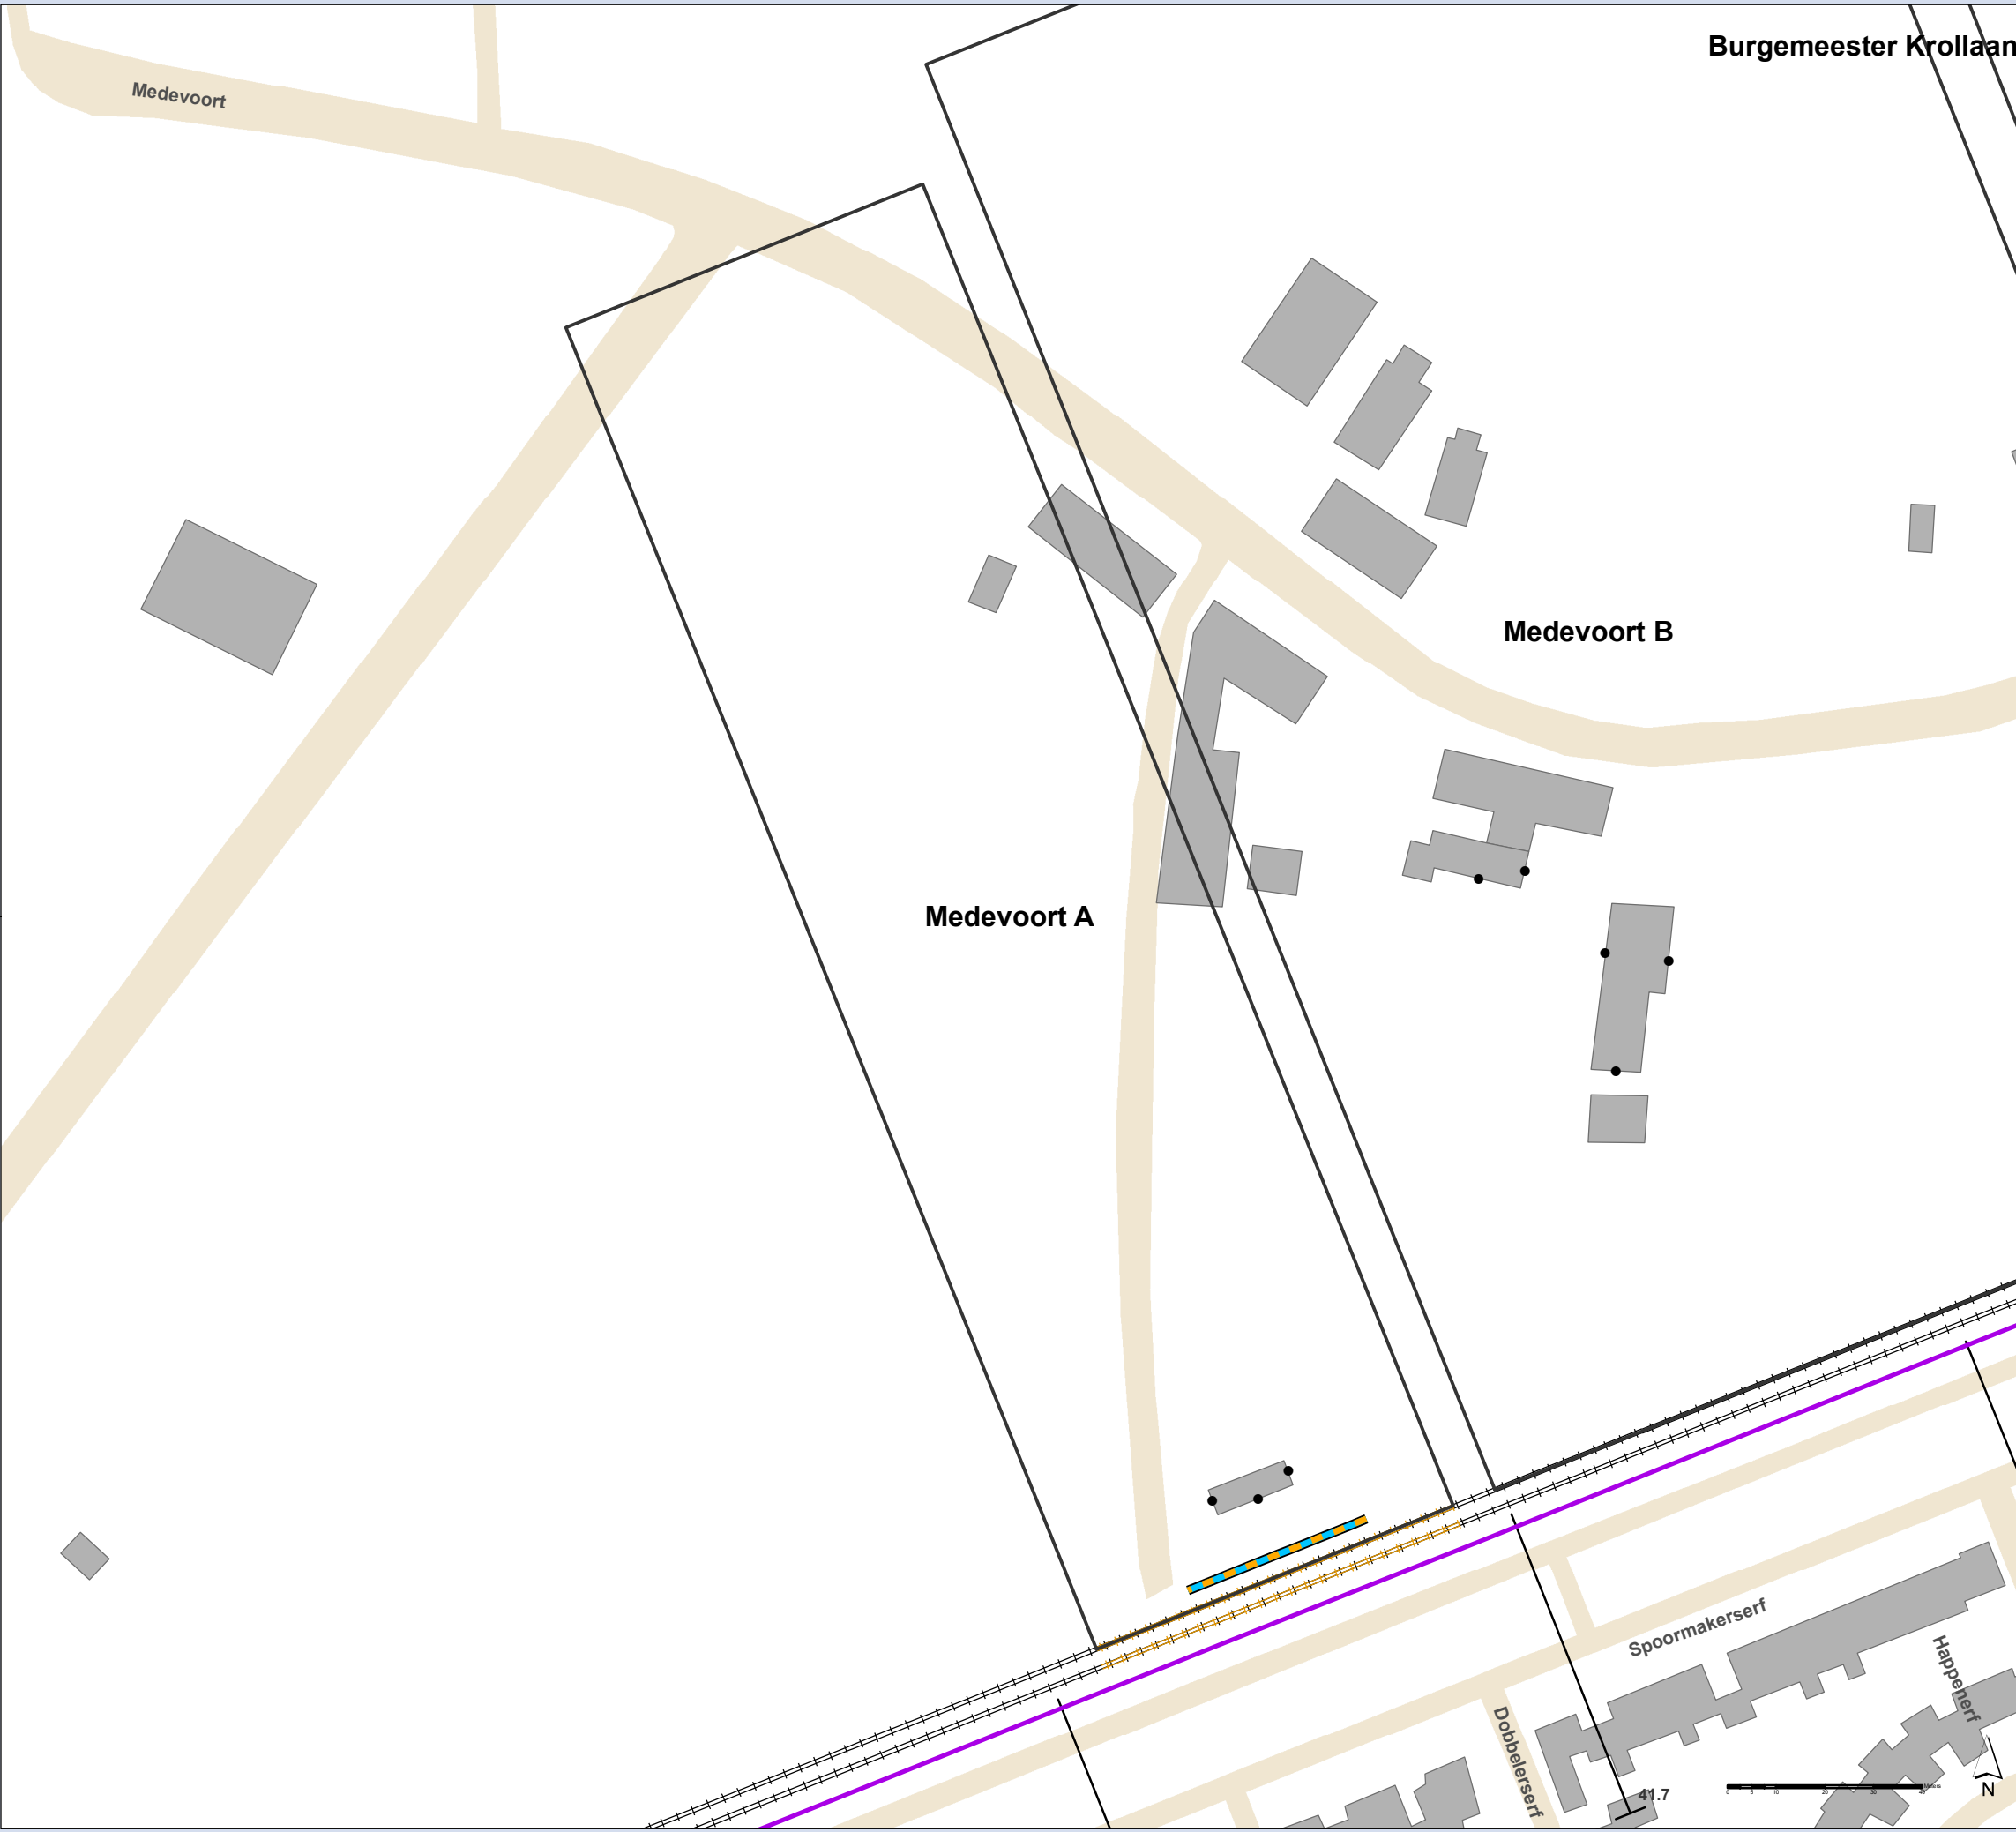 Burgemeester Krollaan
Medevoort
Medevoort B
Medevoort A
Spoormakerserf
Happenerf
Dobbelerserf
41.7
N